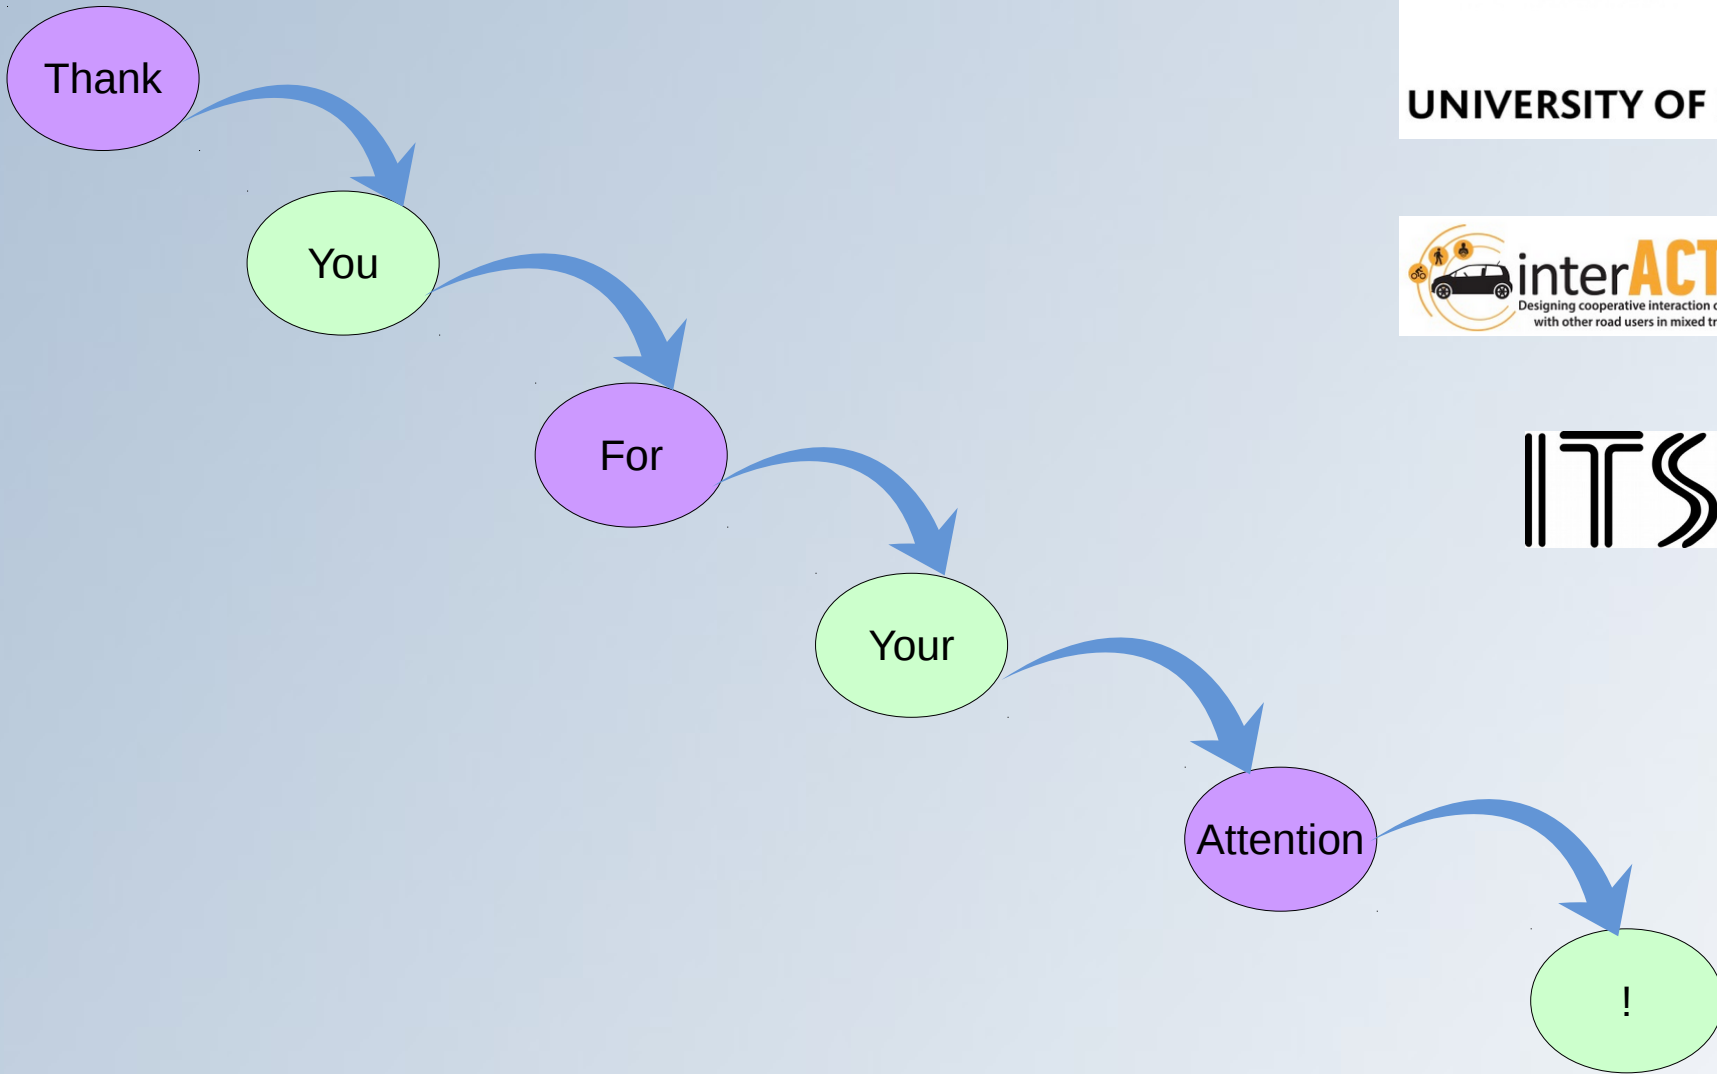 Thank
You
For
Your
Attention
!
UNIVERSITY OF
interACT
Designing cooperative interaction
with other road users in mixed
ITS